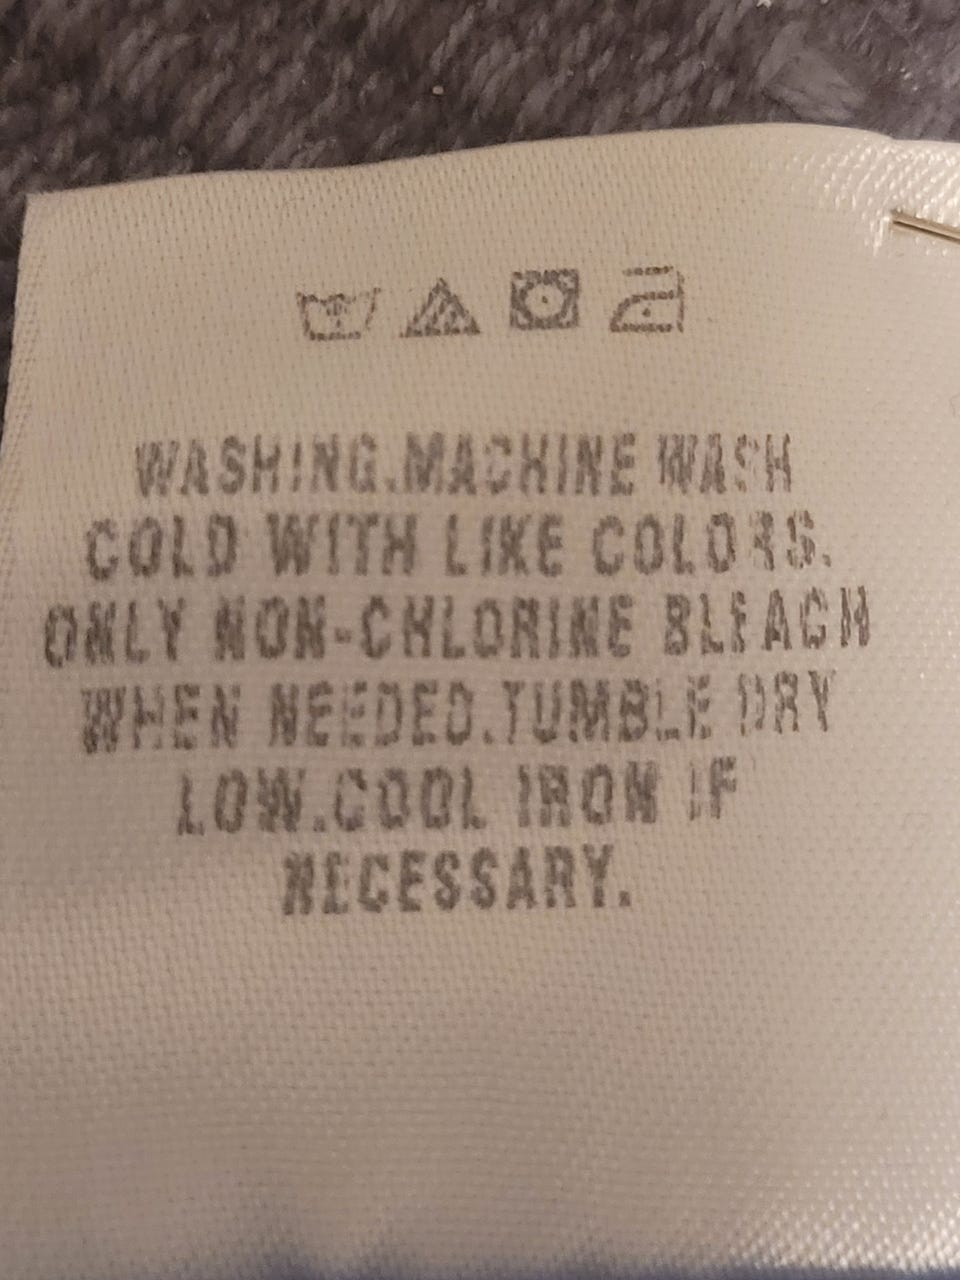 WASHING.MACHINE WASH
COLD WITH LIKE COLORS.
ONLY NON-CHLORINE BLEACH
WHEN NEEDED.TUMBLE DRY
LOW.COOL IRON IF
NECESSARY.